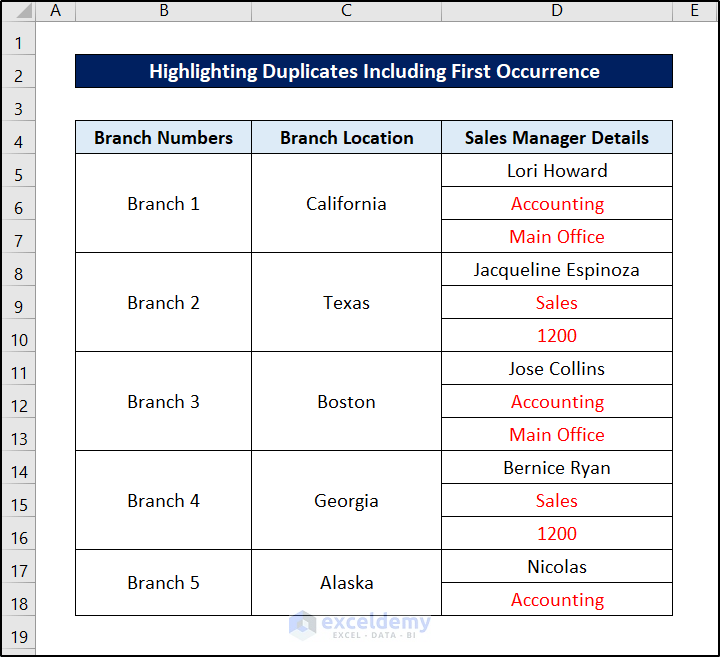 A B C D E
1
2 Highlighting Duplicates Including First Occurrence
3
4 Branch Numbers Branch Location Sales Manager Details
5 Lori Howard
6 Branch 1 California Accounting
7 Main Office
8 Jacqueline Espinoza
9 Branch 2 Texas Sales
10 1200
11 Jose Collins
12 Branch 3 Boston Accounting
13 Main Office
14 Bernice Ryan
15 Branch 4 Georgia Sales
16 1200
17 Nicolas
Branch 5 Alaska
18 Accounting
19
exceldemy
EXCEL - DATA - BI